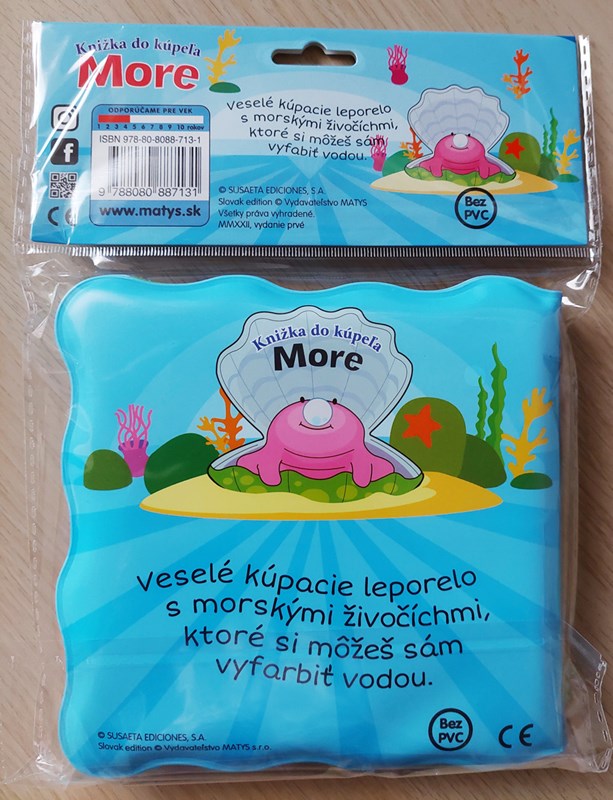 Knižka do kúpeľa
More
ODPORÚČAME PRE VEK
1 2 3 4 5 6 7 8 9 10 rokov
ISBN 978-80-8088-713-1
9 788080 887131
www.matys.sk
CE
Veselé kúpacie leporelo
s morskými živočíchmi,
ktoré si môžeš sám
vyfarbiť vodou.
© SUSAETA EDICIONES, S.A.
Slovak edition © Vydavateľstvo MATYS
Všetky práva vyhradené.
MMXXII, vydanie prvé
Bez
PVC
Knižka do kúpeľa
More
Veselé kúpacie leporelo
s morskými živočíchmi,
ktoré si môžeš sám
vyfarbiť vodou.
© SUSAETA EDICIONES, S.A.
Slovak edition © Vydavateľstvo MATYS s.r.o.
Bez
PVC
CE